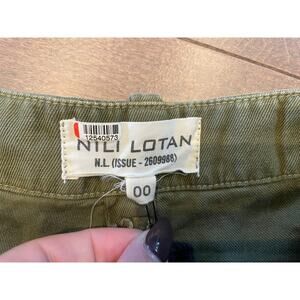 12540573
NILI LOTAN
N.L. (ISSUE - 2609988)
00